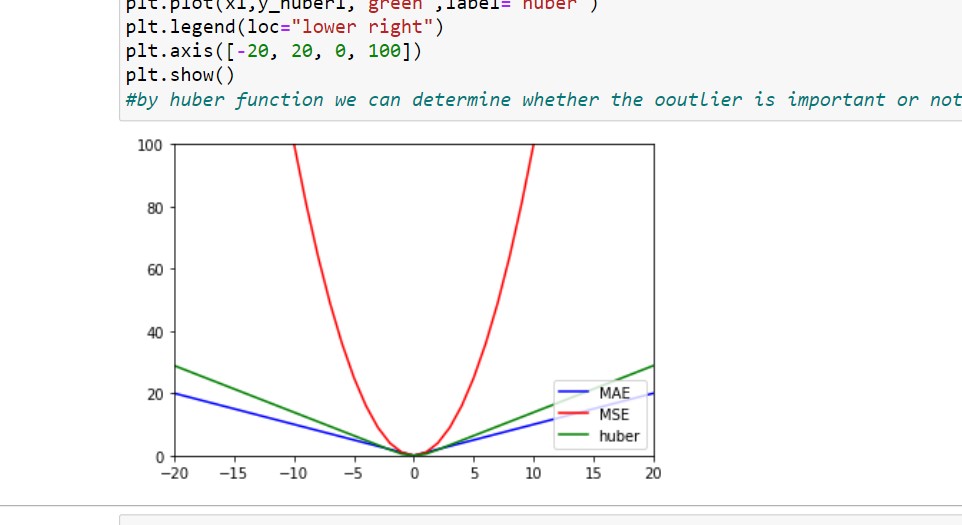 plt.plot(x1,y_huber1,"green",label="huber")
plt.legend(loc="lower right")
plt.axis([-20, 20, 0, 100])
plt.show()
#by huber function we can determine whether the ooutlier is important or not
100
80
60
40
20
0
MAE
MSE
huber
−20 −15 −10 −5 0 5 10 15 20